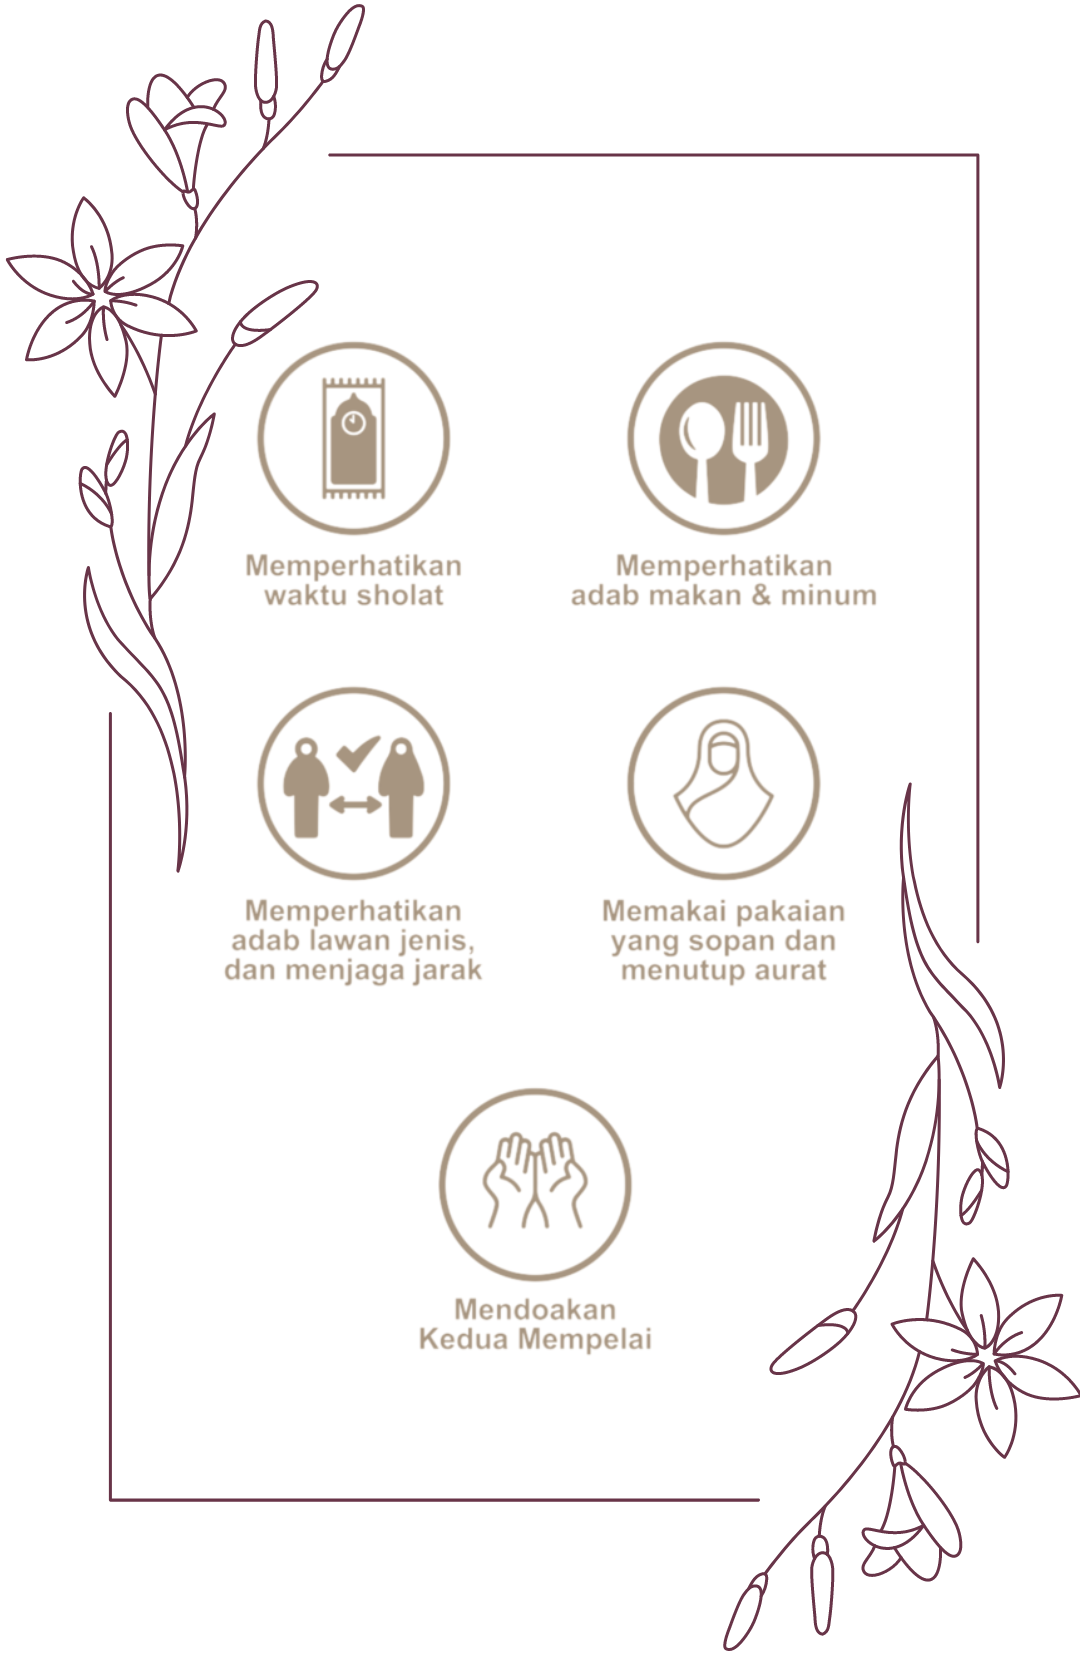 Memperhatikan
waktu sholat
Memperhatikan
adab makan & minum
Memperhatikan
adab lawan jenis,
dan menjaga jarak
Memakai pakaian
yang sopan dan
menutup aurat
Mendoakan
Kedua Mempelai